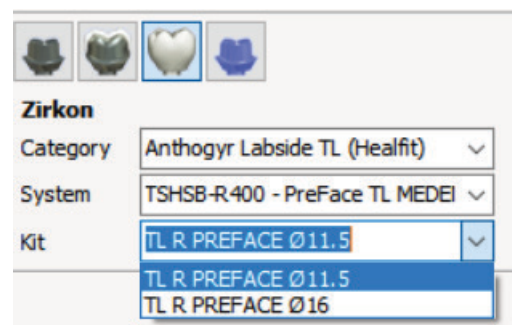 Zirkon
Category Anthogyr Labside TL (Healfit)
System TSHSB-R400 - PreFace TL MEDE
Kit TL R PREFACE Ø11.5
TL R PREFACE Ø11.5
TL R PREFACE Ø16